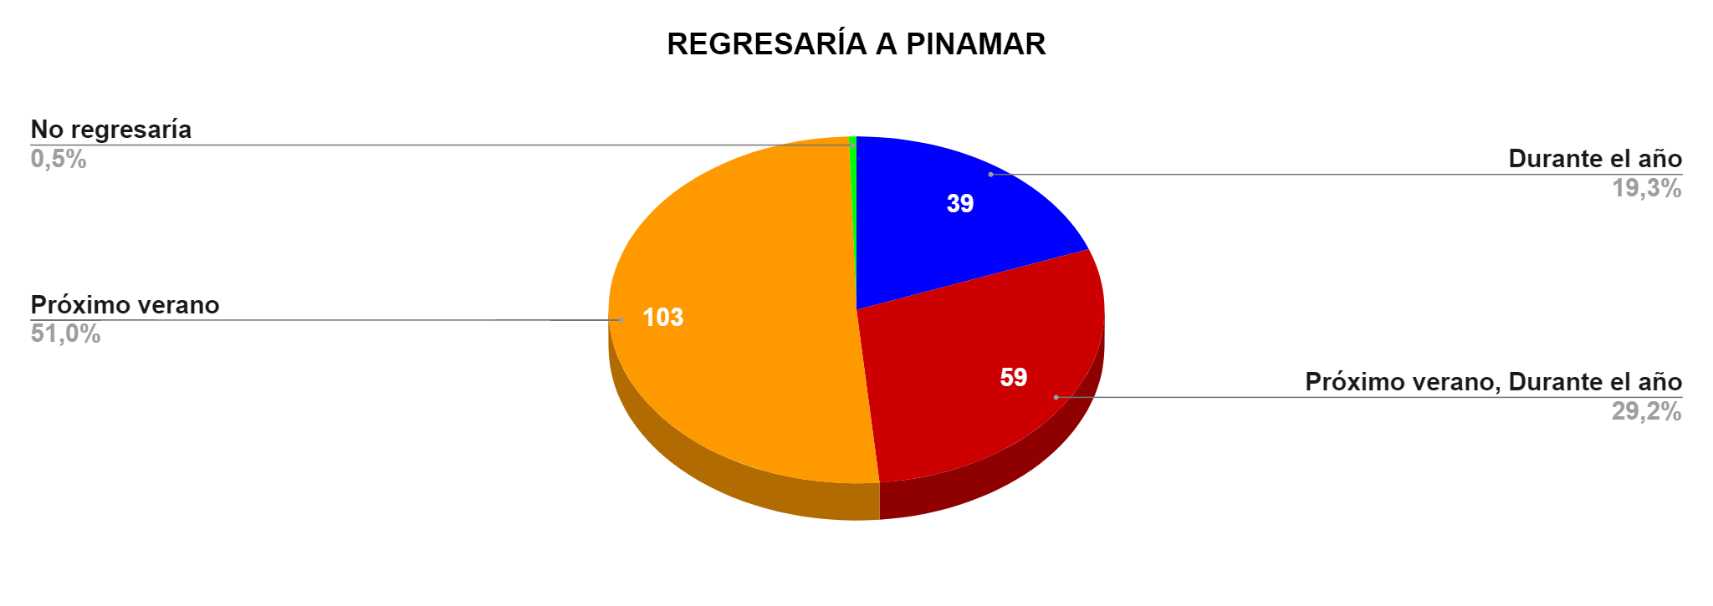 REGRESARÍA A PINAMAR
No regresaría
0,5%
Durante el año
19,3%
39
Próximo verano
51,0%
103
59
Próximo verano, Durante el año
29,2%